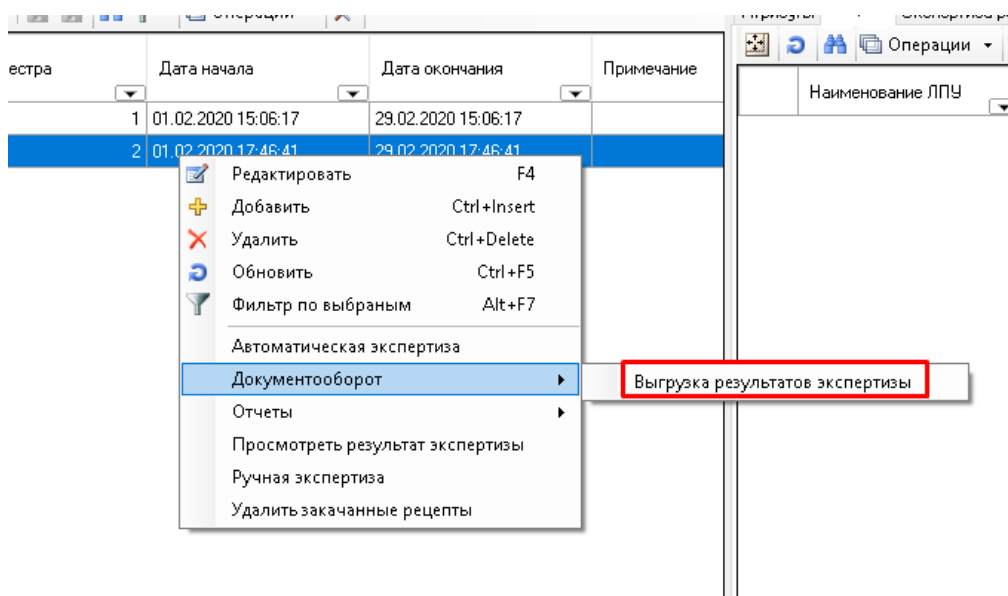 Операции
Операции
естра Дата начала Дата окончания Примечание
Наименование ЛПУ
1 01.02.2020 15:06:17 29.02.2020 15:06:17
2 01.02.2020 17:46:41 29.02.2020 17:46:41
Редактировать F4
Добавить Ctrl+Insert
Удалить Ctrl+Delete
Обновить Ctrl+F5
Фильтр по выбраным Alt+F7
Автоматическая экспертиза
Документооборот
Выгрузка результатов экспертизы
Отчеты
Просмотреть результат экспертизы
Ручная экспертиза
Удалить закачанные рецепты